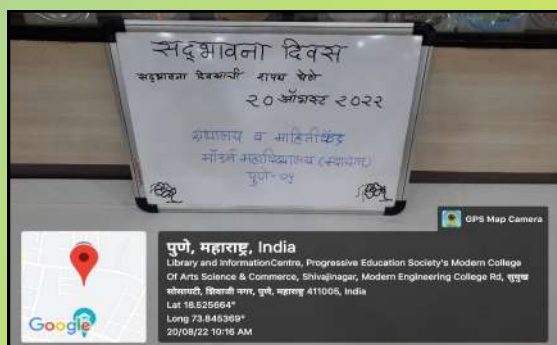 सद्भावना दिवस
सद्भावना दिवसाची शपथ घेणे
२० ऑगस्ट २०२२
ग्रंथालय व माहितीकेंद्र
मॉडर्न महाविद्यालय (स्वायत्त)
पुणे-०५
GPS Map Camera
पुणे, महाराष्ट्र, India
Library and InformationCentre, Progressive Education Society's Modern College
Of Arts Science & Commerce, Shivajinagar, Modern Engineering College Rd, सुमुख
सोसायटी, शिवाजी नगर, पुणे, महाराष्ट्र 411005, India
Lat 18.525664°
Long 73.845369°
20/08/22 10:16 AM
Google